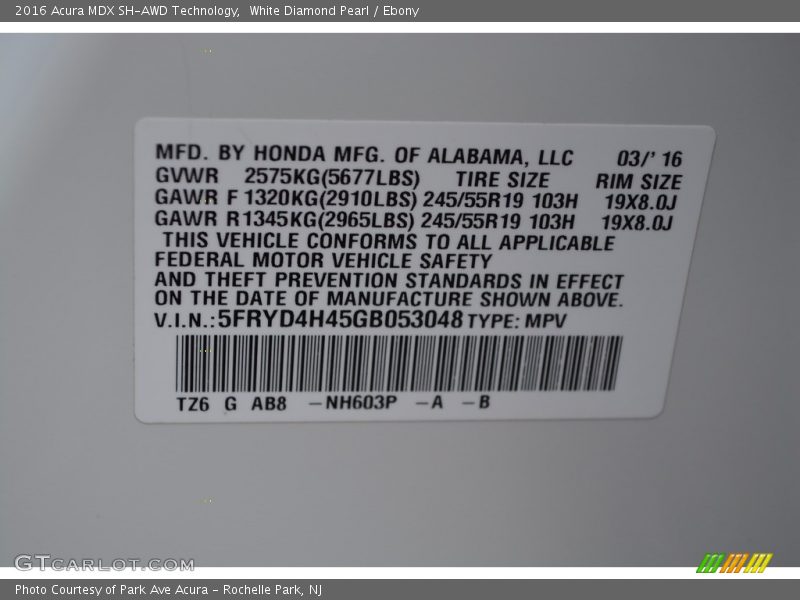 2016 Acura MDX SH-AWD Technology,  White Diamond Pearl / Ebony
MFD. BY HONDA MFG. OF ALABAMA, LLC 03/' 16
GVWR 2575KG(5677LBS) TIRE SIZE RIM SIZE
GAWR F 1320KG(2910LBS) 245/55R19 103H 19X8.0J
GAWR R1345KG(2965LBS) 245/55R19 103H 19X8.0J
THIS VEHICLE CONFORMS TO ALL APPLICABLE
FEDERAL MOTOR VEHICLE SAFETY
AND THEFT PREVENTION STANDARDS IN EFFECT
ON THE DATE OF MANUFACTURE SHOWN ABOVE.
V.I.N.:5FRYD4H45GB053048 TYPE: MPV
TZ6 G AB8 -NH603P -A -B
GTCARLOT.COM
Photo Courtesy of Park Ave Acura - Rochelle Park, NJ